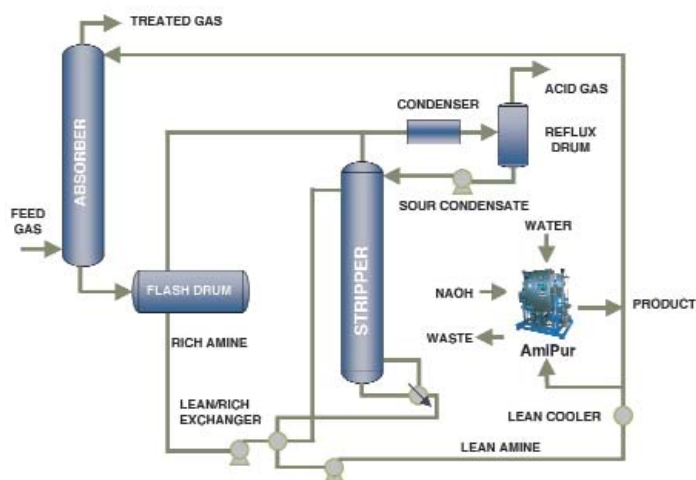 TREATED GAS
ABSORBER
FEED
GAS
FLASH DRUM
RICH AMINE
LEAN/RICH
EXCHANGER
STRIPPER
CONDENSER
ACID GAS
REFLUX
DRUM
SOUR CONDENSATE
WATER
NAOH
WASTE
AmiPur
PRODUCT
LEAN COOLER
LEAN AMINE